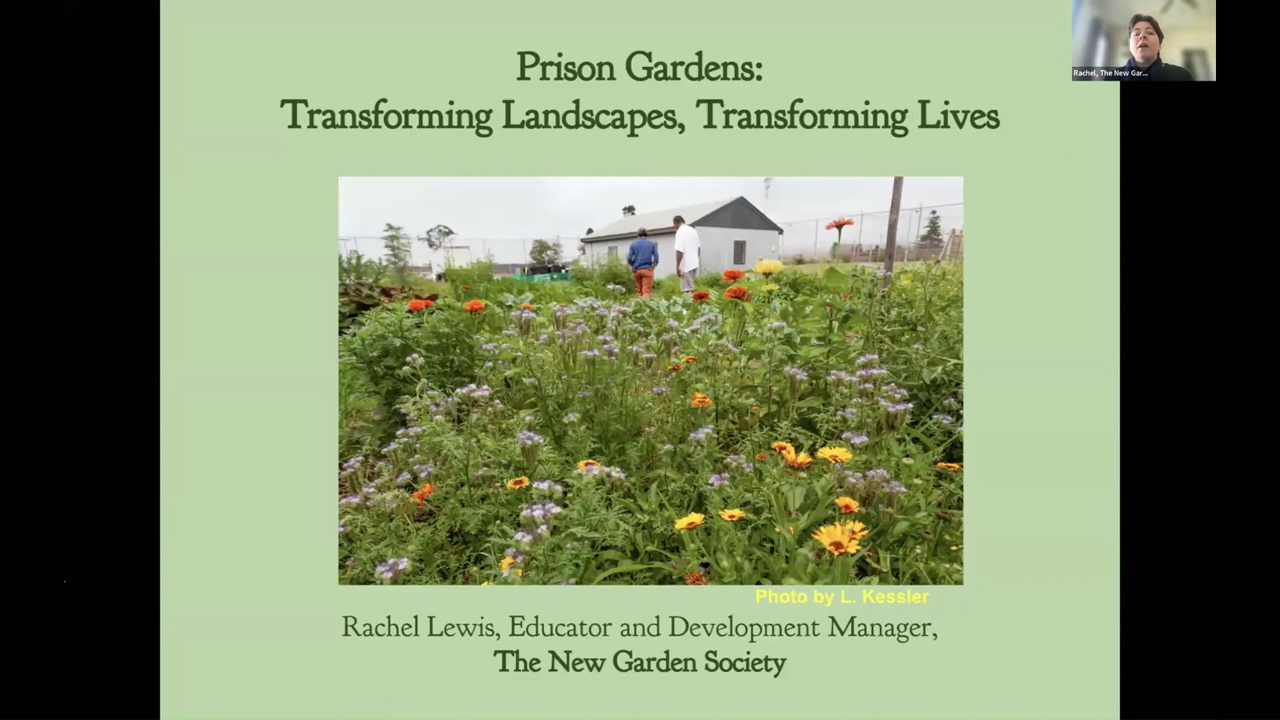 Prison Gardens:
Transforming Landscapes, Transforming Lives
Rachel, The New Gar...
Photo by L. Kessler
Rachel Lewis, Educator and Development Manager,
The New Garden Society